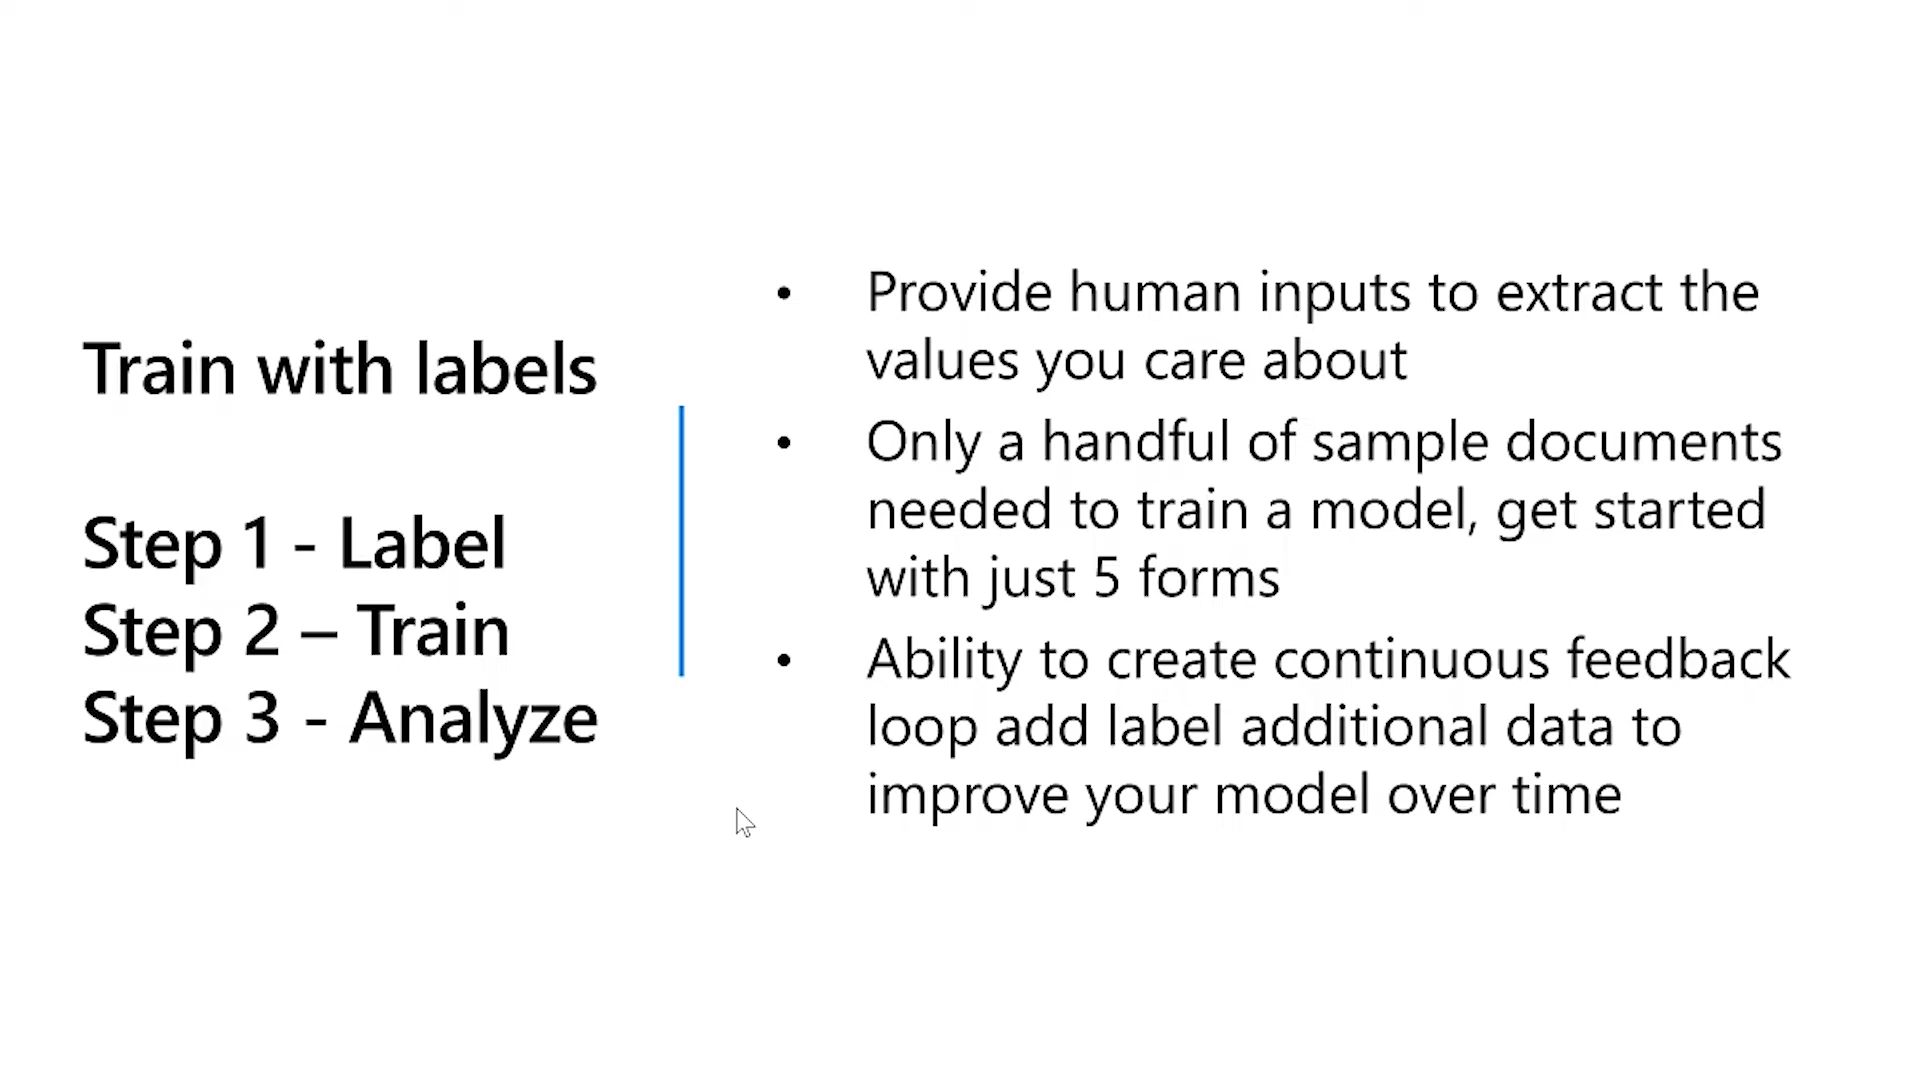 Train with labels
Step 1 - Label
Step 2 – Train
Step 3 - Analyze
• Provide human inputs to extract the
values you care about
• Only a handful of sample documents
needed to train a model, get started
with just 5 forms
• Ability to create continuous feedback
loop add label additional data to
improve your model over time